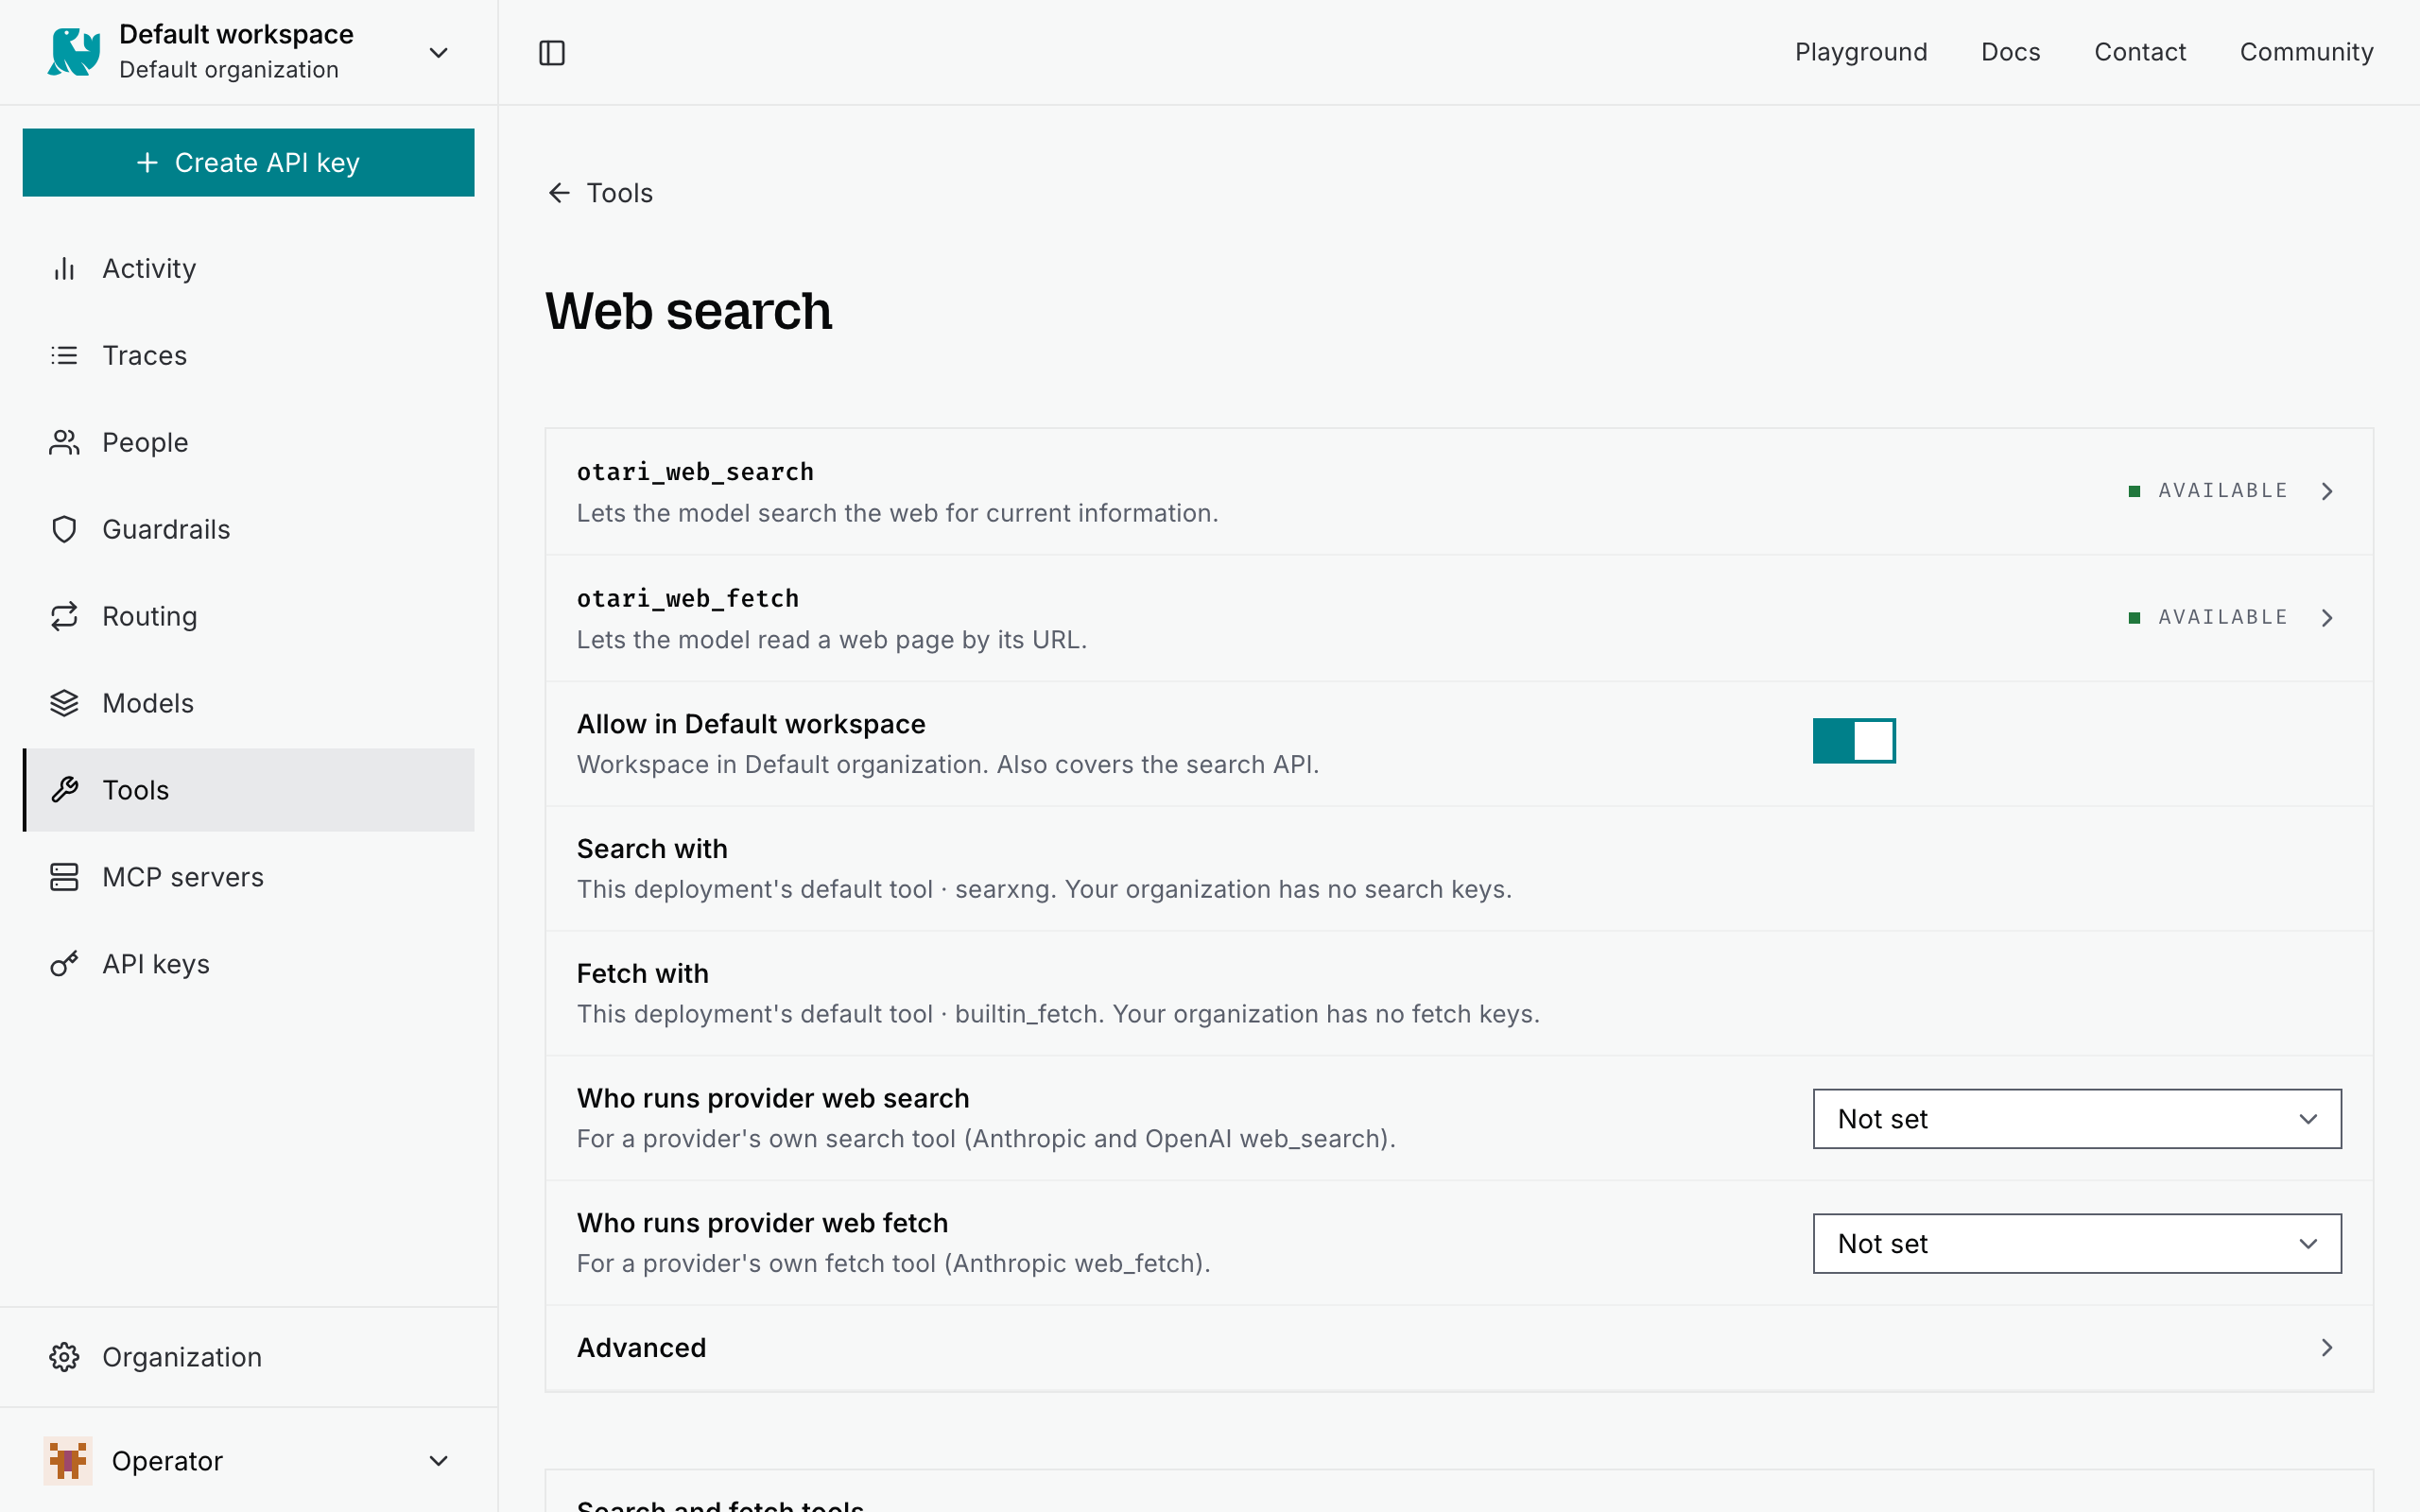 Default workspace
Default organization
Playground
Docs
Contact
Community
Create API key
Activity
Traces
People
Guardrails
Routing
Models
Tools
MCP servers
API keys
Organization
Operator
Tools
Web search
otari_web_search
Lets the model search the web for current information.
AVAILABLE
otari_web_fetch
Lets the model read a web page by its URL.
AVAILABLE
Allow in Default workspace
Workspace in Default organization. Also covers the search API.
Search with
This deployment's default tool · searxng. Your organization has no search keys.
Fetch with
This deployment's default tool · builtin_fetch. Your organization has no fetch keys.
Who runs provider web search
For a provider's own search tool (Anthropic and OpenAI web_search).
Not set
Who runs provider web fetch
For a provider's own fetch tool (Anthropic web_fetch).
Not set
Advanced
Search and fetch tools